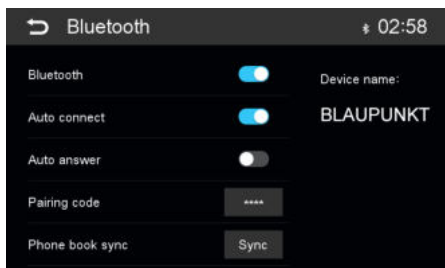 Bluetooth 02:58
Bluetooth
Device name:
Auto connect
BLAUPUNKT
Auto answer
Pairing code ****
Phone book sync Sync